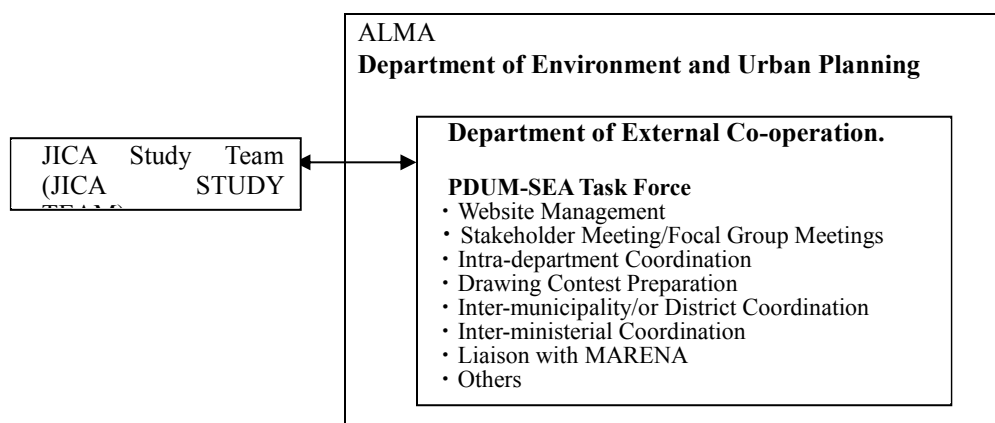 ALMA
Department of Environment and Urban Planning
JICA Study Team
(JICA STUDY
TEAM)
Department of External Co-operation.
PDUM-SEA Task Force
・Website Management
・Stakeholder Meeting/Focal Group Meetings
・Intra-department Coordination
・Drawing Contest Preparation
・Inter-municipality/or District Coordination
・Inter-ministerial Coordination
・Liaison with MARENA
・Others